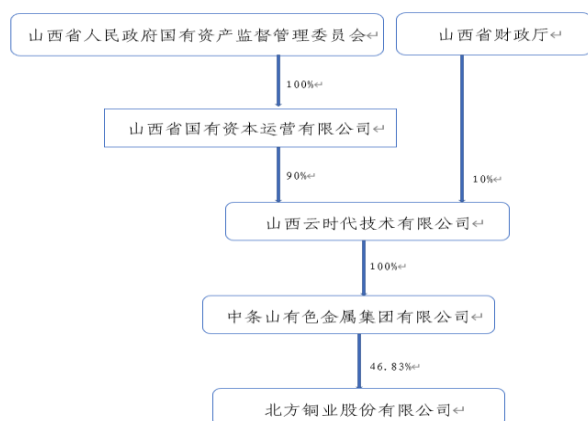 山西省人民政府国有资产监督管理委员会↵
山西省财政厅↵
100%↵
山西省国有资本运营有限公司↵
90%↵
10%↵
山西云时代技术有限公司↵
100%↵
中条山有色金属集团有限公司↵
46.83%↵
北方铜业股份有限公司↵